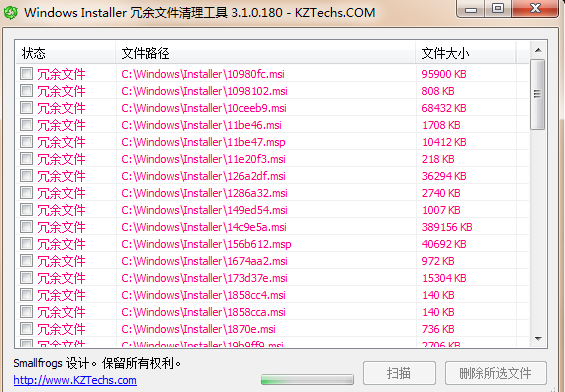 Windows Installer 冗余文件清理工具 3.1.0.180 - KZTechs.COM
状态 文件路径 文件大小
冗余文件 C:\Windows\Installer\10980fc.msi 95900 KB
冗余文件 C:\Windows\Installer\1098102.msi 808 KB
冗余文件 C:\Windows\Installer\10ceeb9.msi 68432 KB
冗余文件 C:\Windows\Installer\11be46.msi 1708 KB
冗余文件 C:\Windows\Installer\11be47.msp 10412 KB
冗余文件 C:\Windows\Installer\11e20f3.msi 218 KB
冗余文件 C:\Windows\Installer\126a2df.msi 36294 KB
冗余文件 C:\Windows\Installer\1286a32.msi 2740 KB
冗余文件 C:\Windows\Installer\149ed54.msi 1007 KB
冗余文件 C:\Windows\Installer\14c9e5a.msi 389156 KB
冗余文件 C:\Windows\Installer\156b612.msp 40692 KB
冗余文件 C:\Windows\Installer\1674aa2.msi 972 KB
冗余文件 C:\Windows\Installer\173d37e.msi 15304 KB
冗余文件 C:\Windows\Installer\1858cc4.msi 140 KB
冗余文件 C:\Windows\Installer\1858cca.msi 140 KB
冗余文件 C:\Windows\Installer\1870e.msi 736 KB
冗余文件 C:\Windows\Installer\19b9ff9.msi 2706 KB
Smallfrogs 设计。保留所有权利。
http://www.KZTechs.com 扫描 删除所选文件